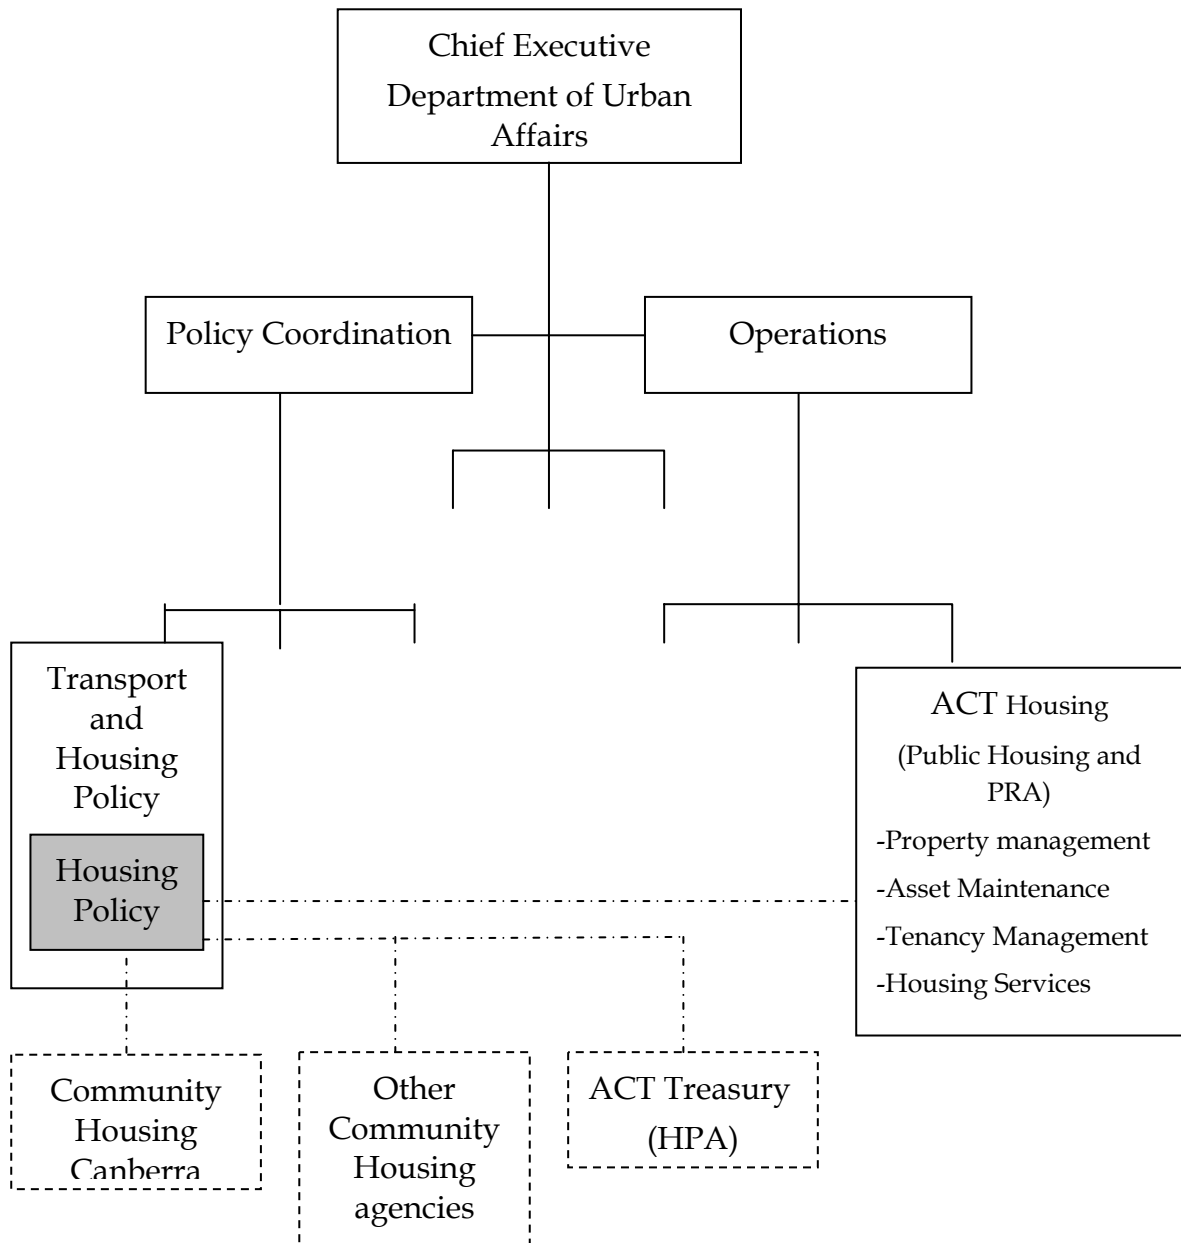 Chief Executive
Department of Urban
Affairs
Policy Coordination
Operations
Transport
and
Housing
Policy
Housing
Policy
ACT Housing
(Public Housing and
PRA)
-Property management
-Asset Maintenance
-Tenancy Management
-Housing Services
Community
Housing
Canberra
Other
Community
Housing
agencies
ACT Treasury
(HPA)